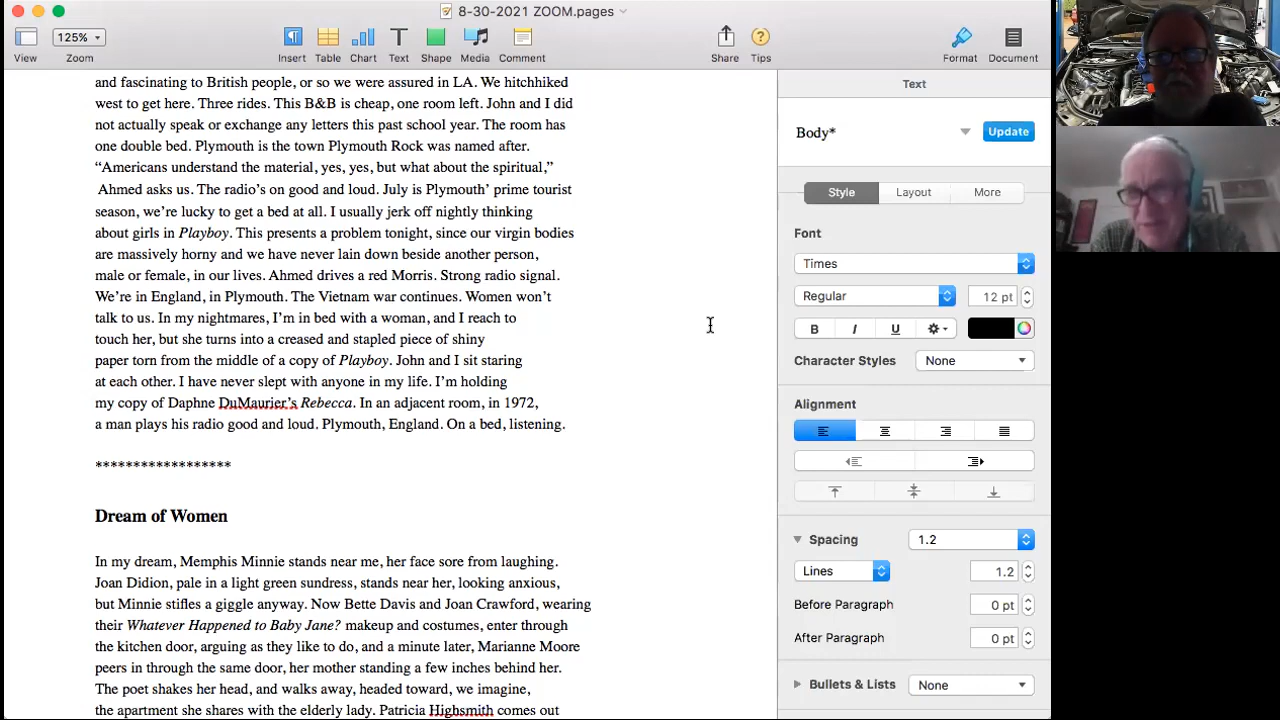 8-30-2021 ZOOM.pages
125%
View
Zoom
Insert
Table
Chart
Text
Shape
Media
Comment
Share
Tips
Format
Document
and fascinating to British people, or so we were assured in LA. We hitchhiked
west to get here. Three rides. This B&B is cheap, one room left. John and I did
not actually speak or exchange any letters this past school year. The room has
one double bed. Plymouth is the town Plymouth Rock was named after.
“Americans understand the material, yes, yes, but what about the spiritual,”
Ahmed asks us. The radio’s on good and loud. July is Plymouth’ prime tourist
season, we’re lucky to get a bed at all. I usually jerk off nightly thinking
about girls in Playboy. This presents a problem tonight, since our virgin bodies
are massively horny and we have never lain down beside another person,
male or female, in our lives. Ahmed drives a red Morris. Strong radio signal.
We’re in England, in Plymouth. The Vietnam war continues. Women won’t
talk to us. In my nightmares, I’m in bed with a woman, and I reach to
touch her, but she turns into a creased and stapled piece of shiny
paper torn from the middle of a copy of Playboy. John and I sit staring
at each other. I have never slept with anyone in my life. I’m holding
my copy of Daphne DuMaurier’s Rebecca. In an adjacent room, in 1972,
a man plays his radio good and loud. Plymouth, England. On a bed, listening.
******************
Dream of Women
In my dream, Memphis Minnie stands near me, her face sore from laughing.
Joan Didion, pale in a light green sundress, stands near her, looking anxious,
but Minnie stifles a giggle anyway. Now Bette Davis and Joan Crawford, wearing
their Whatever Happened to Baby Jane? makeup and costumes, enter through
the kitchen door, arguing as they like to do, and a minute later, Marianne Moore
peers in through the same door, her mother standing a few inches behind her.
The poet shakes her head, and walks away, headed toward, we imagine,
the apartment she shares with the elderly lady. Patricia Highsmith comes out
Text
Body*
Update
Style
Layout
More
Font
Times
Regular
12 pt
B
I
U
Character Styles
None
Alignment
Spacing
1.2
Lines
1.2
Before Paragraph
0 pt
After Paragraph
0 pt
Bullets & Lists
None